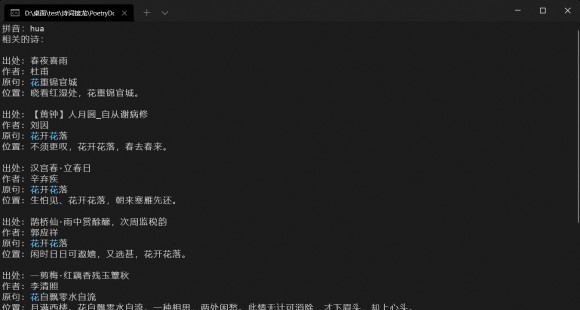 D:\桌面\test\诗词接龙\PoetryDo
拼音：hua
相关的诗：
出处：春夜喜雨
作者：杜甫
原句：花重锦官城
位置：晓看红湿处，花重锦官城。
出处：【黄钟】人月圆_自从谢病修
作者：刘因
原句：花开花落
位置：不须更叹，花开花落，春去春来。
出处：汉宫春·立春日
作者：辛弃疾
原句：花开花落
位置：生怕见、花开花落，朝来塞雁先还。
出处：鹊桥仙·雨中赏酴醾，次周监税韵
作者：郭应祥
原句：花开花落
位置：闲时日日可遨嬉，又选甚，花开花落。
出处：一剪梅·红藕香残玉簟秋
作者：李清照
原句：花自飘零水自流
位置：月满西楼。花自飘零水自流。一种相思，两处闲愁。此情无计可消除，才下眉头，却上心头。